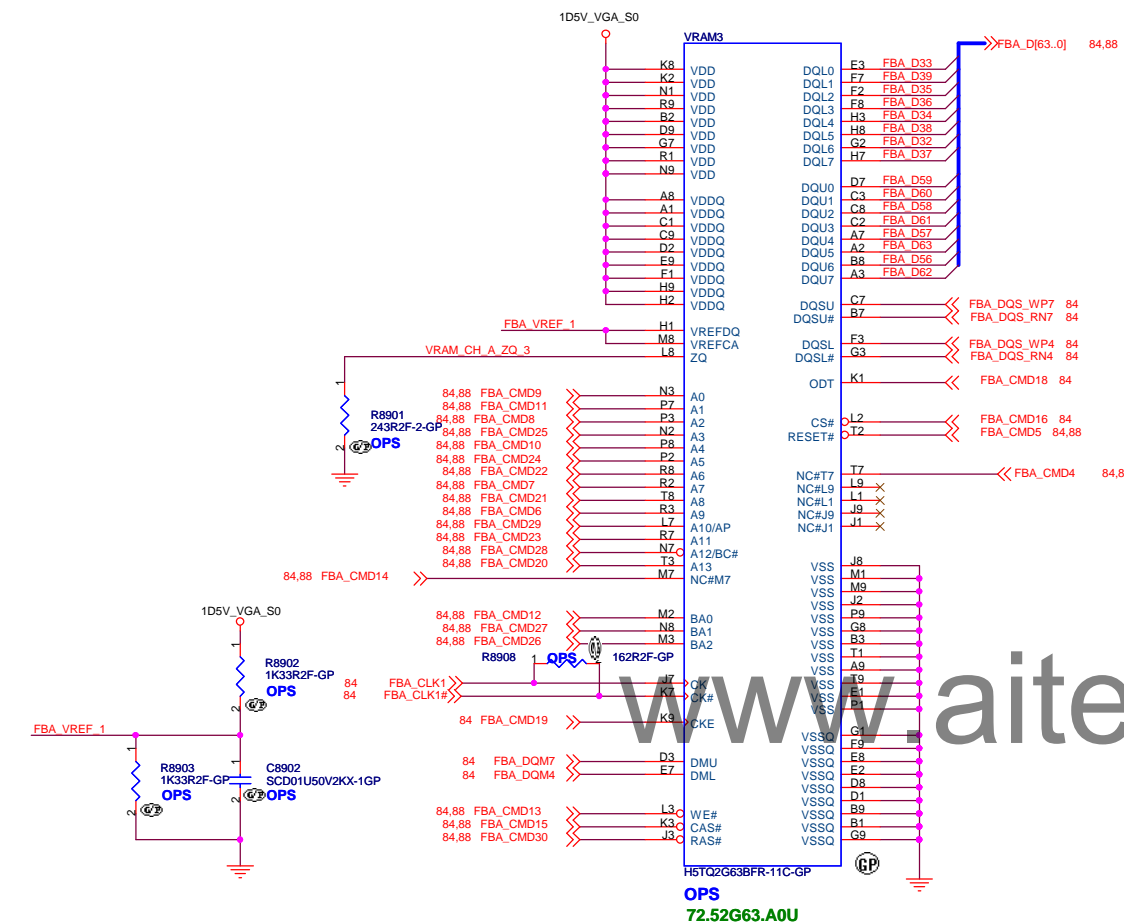 1D5V_VGA_S0
VRAM3
FBA_D[63..0] 84,88
K8 VDD DQL0 E3 FBA_D33
K2 VDD DQL1 F7 FBA_D39
N1 VDD DQL2 F2 FBA_D35
R9 VDD DQL3 F8 FBA_D36
B2 VDD DQL4 H3 FBA_D34
D9 VDD DQL5 H8 FBA_D38
G7 VDD DQL6 G2 FBA_D32
R1 VDD DQL7 H7 FBA_D37
N9 VDD
DQU0 D7 FBA_D59
A8 VDDQ DQU1 C3 FBA_D60
A1 VDDQ DQU2 C8 FBA_D58
C1 VDDQ DQU3 C2 FBA_D61
C9 VDDQ DQU4 A7 FBA_D57
D2 VDDQ DQU5 A2 FBA_D63
E9 VDDQ DQU6 B8 FBA_D56
F1 VDDQ DQU7 A3 FBA_D62
H9 VDDQ
H2 VDDQ DQSU C7 FBA_DQS_WP7 84
DQSU# B7 FBA_DQS_RN7 84
FBA_VREF_1 H1 VREFDQ
M8 VREFCA DQSL F3 FBA_DQS_WP4 84
VRAM_CH_A_ZQ_3 L8 ZQ DQSL# G3 FBA_DQS_RN4 84
ODT K1 FBA_CMD18 84
1 R8901
243R2F-2-GP
2 G/P OPS
84,88 FBA_CMD9 N3 A0
84,88 FBA_CMD11 P7 A1
84,88 FBA_CMD8 P3 A2 CS# L2 FBA_CMD16 84
84,88 FBA_CMD25 N2 A3 RESET# T2 FBA_CMD5 84,88
84,88 FBA_CMD10 P8 A4
84,88 FBA_CMD24 P2 A5
84,88 FBA_CMD22 R8 A6 NC#T7 T7 FBA_CMD4 84,8
84,88 FBA_CMD7 R2 A7 NC#L9 L9
84,88 FBA_CMD21 T8 A8 NC#L1 L1
84,88 FBA_CMD6 R3 A9 NC#J9 J9
84,88 FBA_CMD29 L7 A10/AP NC#J1 J1
84,88 FBA_CMD23 R7 A11
84,88 FBA_CMD28 N7 A12/BC#
84,88 FBA_CMD20 T3 A13 VSS J8
84,88 FBA_CMD14 M7 NC#M7 VSS M1
VSS M9
VSS J2
84,88 FBA_CMD12 M2 BA0 VSS P9
84,88 FBA_CMD27 N8 BA1 VSS G8
84,88 FBA_CMD26 M3 BA2 VSS B3
R8908 1 OPS 2 162R2F-GP VSS T1
VSS A9
84 FBA_CLK1 J7 CK VSS T9
84 FBA_CLK1# K7 CK# VSS E1
VSS P1
84 FBA_CMD19 K9 CKE
VSSQ G1
VSSQ F9
84 FBA_DQM7 D3 DMU VSSQ E8
84 FBA_DQM4 E7 DML VSSQ E2
VSSQ D8
VSSQ D1
84,88 FBA_CMD13 L3 WE# VSSQ B9
84,88 FBA_CMD15 K3 CAS# VSSQ B1
84,88 FBA_CMD30 J3 RAS# VSSQ G9
1D5V_VGA_S0
1 R8902
1K33R2F-GP
OPS
2 G/P
FBA_VREF_1
1 R8903
1K33R2F-GP
OPS
2 G/P
1 C8902
SCD01U50V2KX-1GP
2 G/P OPS
www.aite
GP
H5TQ2G63BFR-11C-GP
OPS
72.52G63.A0U